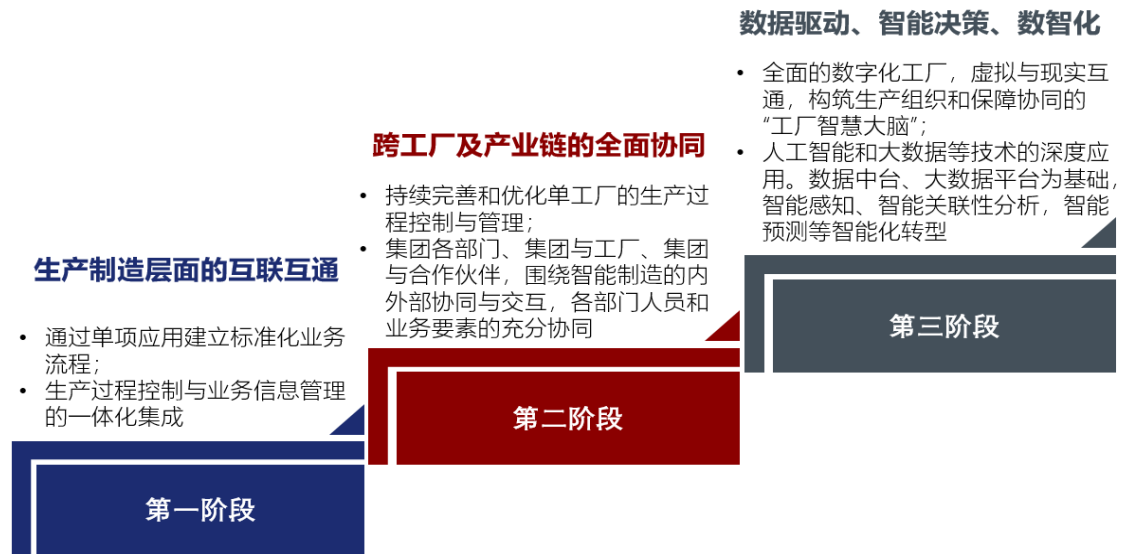 生产制造层面的互联互通
• 通过单项应用建立标准化业务
流程；
• 生产过程控制与业务信息管理
的一体化集成
第一阶段
跨工厂及产业链的全面协同
• 持续完善和优化单工厂的生产过
程控制与管理；
• 集团各部门、集团与工厂、集团
与合作伙伴，围绕智能制造的内
外部协同与交互，各部门人员和
业务要素的充分协同
第二阶段
数据驱动、智能决策、数智化
• 全面的数字化工厂，虚拟与现实互
通，构筑生产组织和保障协同的
“工厂智慧大脑”；
• 人工智能和大数据等技术的深度应
用。数据中台、大数据平台为基础，
智能感知、智能关联性分析，智能
预测等智能化转型
第三阶段